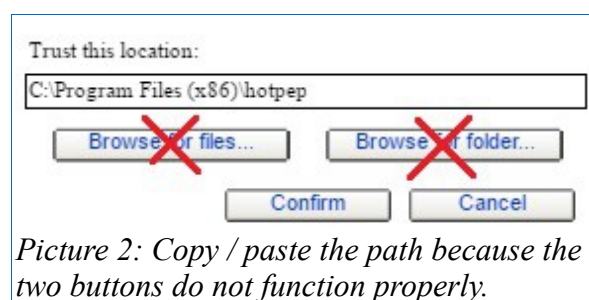 Trust this location:
C:\Program Files (x86)\hotpep
Browse for files... Browse for folder...
Confirm Cancel
Picture 2: Copy / paste the path because the
two buttons do not function properly.